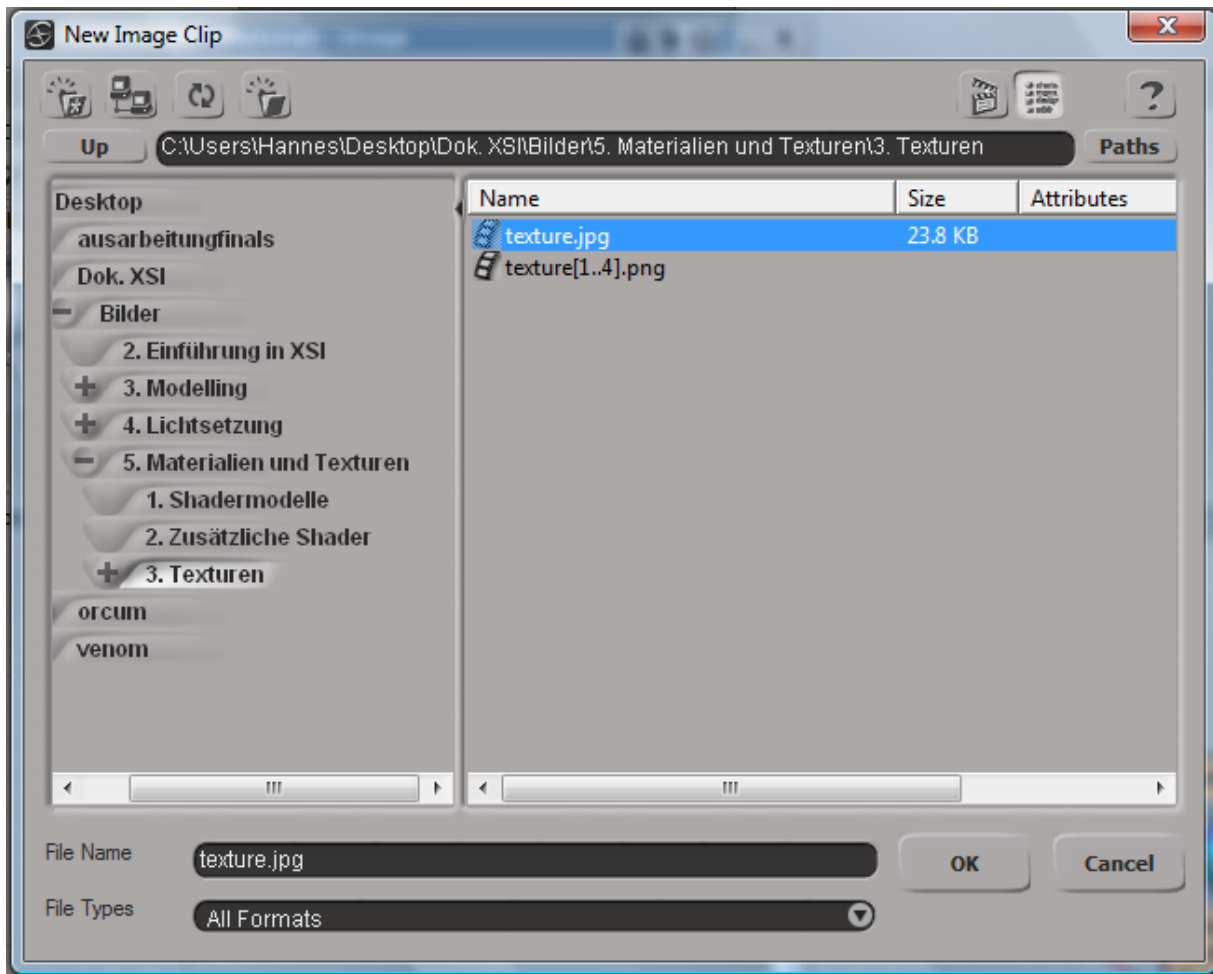 New Image Clip
Up C:\Users\Hannes\Desktop\Dok. XSI\Bilder\5. Materialien und Texturen\3. Texturen Paths
Desktop
ausarbeitungfinals
Dok. XSI
Bilder
2. Einführung in XSI
3. Modelling
4. Lichtsetzung
5. Materialien und Texturen
1. Shadermodelle
2. Zusätzliche Shader
3. Texturen
orcum
venom
Name Size Attributes
texture.jpg 23.8 KB
texture[1..4].png
File Name texture.jpg OK Cancel
File Types All Formats